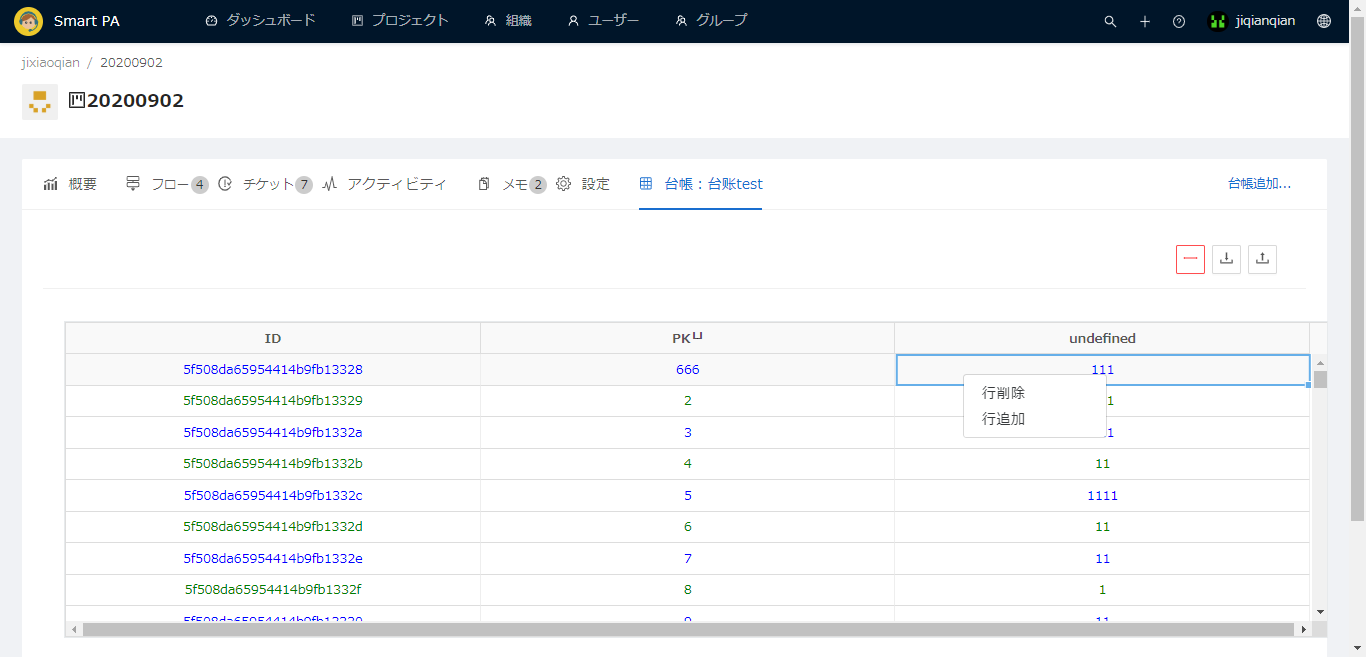 Smart PA ダッシュボード プロジェクト 組織 ユーザー グループ jiqianqian
jixiaoqian / 20200902
20200902
概要 フロー 4 チケット 7 アクティビティ メモ 2 設定 台帳：台账test 台帳追加...
ID PK undefined
5f508da65954414b9fb13328 666 111
5f508da65954414b9fb13329 2 1
行削除
5f508da65954414b9fb1332a 3 1
行追加
5f508da65954414b9fb1332b 4 11
5f508da65954414b9fb1332c 5 1111
5f508da65954414b9fb1332d 6 11
5f508da65954414b9fb1332e 7 11
5f508da65954414b9fb1332f 8 1